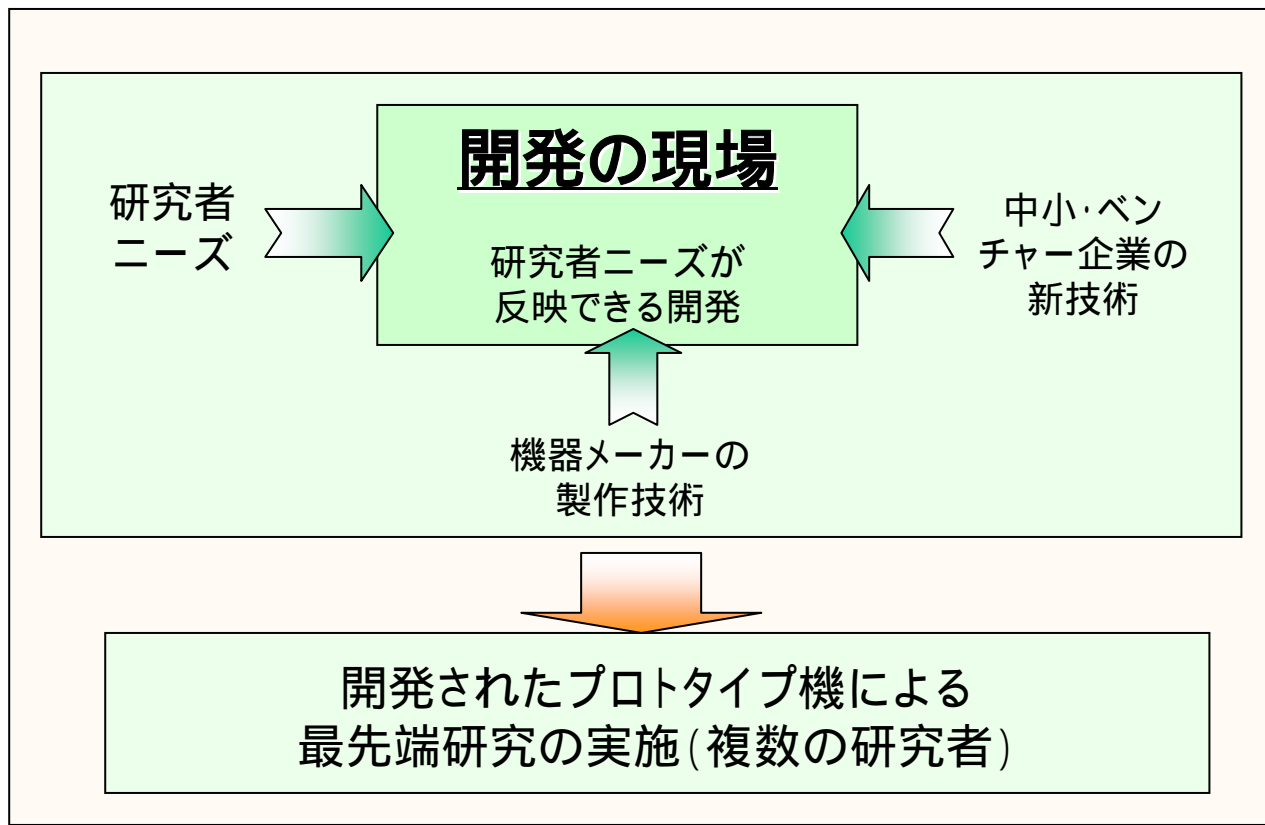 開発の現場
研究者ニーズが
反映できる開発
研究者
ニーズ
中小・ベン
チャー企業の
新技術
機器メーカーの
製作技術
開発されたプロトタイプ機による
最先端研究の実施(複数の研究者)